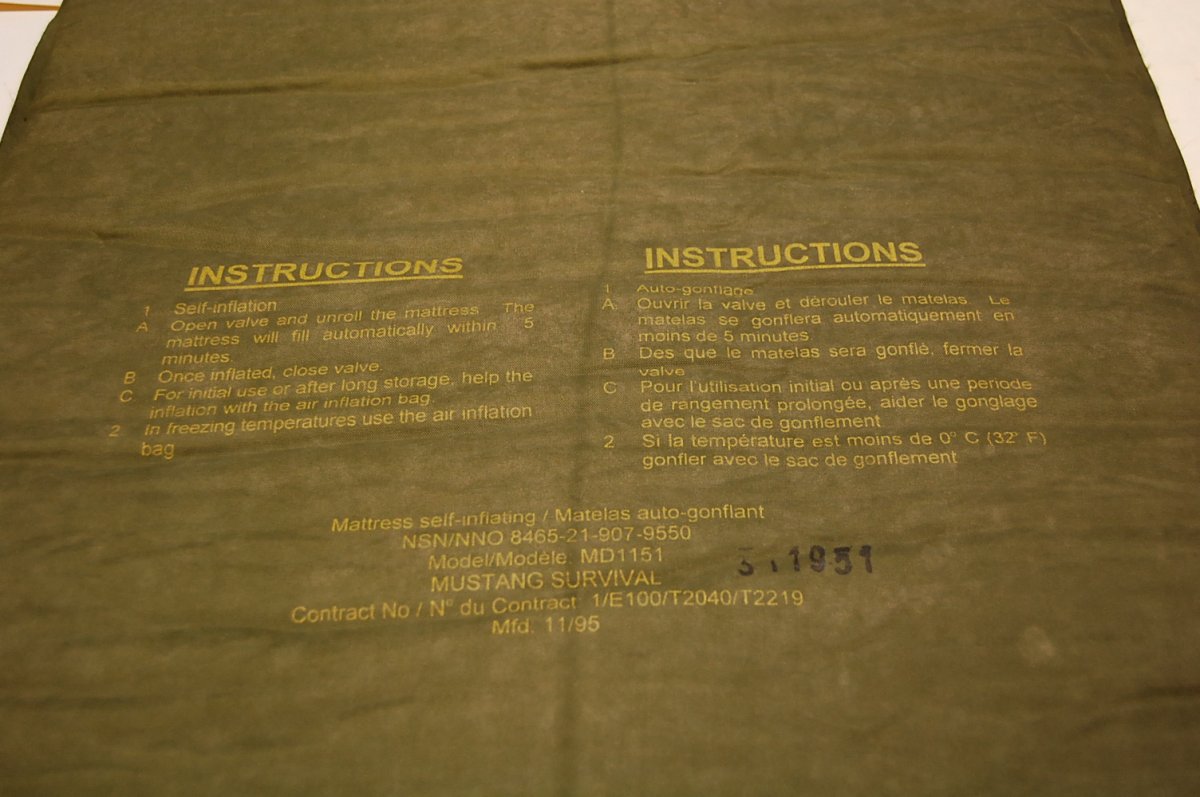 INSTRUCTIONS
1 Self-inflation
A Open valve and unroll the mattress The
mattress will fill automatically within 5
minutes.
B Once inflated, close valve.
C For initial use or after long storage, help the
inflation with the air inflation bag.
2 In freezing temperatures use the air inflation
bag
INSTRUCTIONS
1 Auto-gonflage
A. Ouvrir la valve et dérouler le matelas. Le
matelas se gonflera automatiquement en
moins de 5 minutes
B Des que le matelas sera gonflé, fermer la
valve
C Pour l'utilisation initial ou après une periode
de rangement prolongée, aider le gonglage
avec le sac de gonflement
2 Si la température est moins de 0° C (32° F)
gonfler avec le sac de gonflement
Mattress self-inflating / Matelas auto-gonflant
NSN/NNO 8465-21-907-9550
Model/Modèle: MD1151
MUSTANG SURVIVAL
Contract No / N° du Contract 1/E100/T2040/T2219
Mfd. 11/95